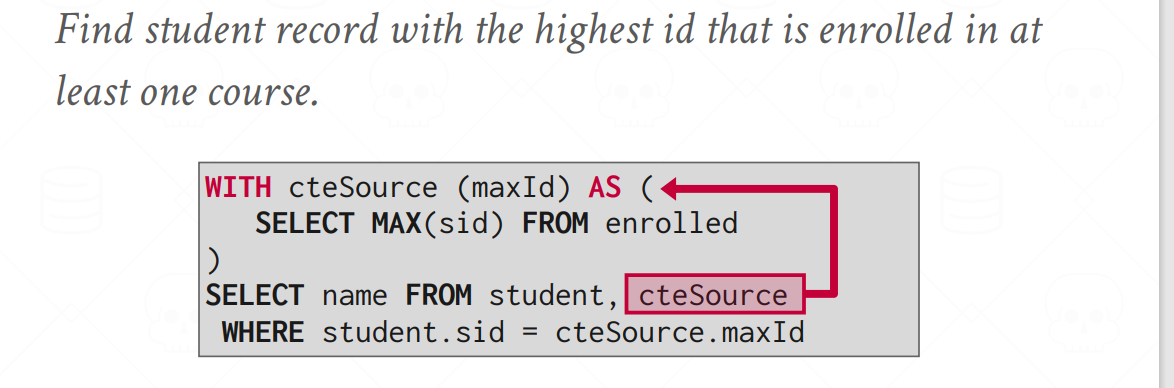 Find student record with the highest id that is enrolled in at
least one course.
WITH cteSource (maxId) AS (
SELECT MAX(sid) FROM enrolled
)
SELECT name FROM student, cteSource
WHERE student.sid = cteSource.maxId